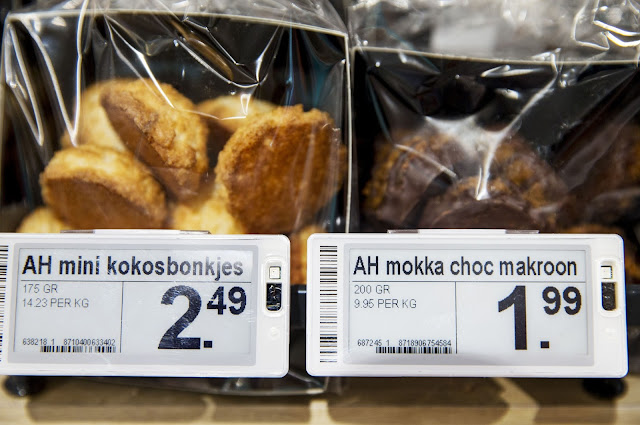 AH mini kokosbonkjes
175 GR
14.23 PER KG
2.49
638218 1 8710400633402
AH mokka choc makroon
200 GR
9.95 PER KG
1.99
687245 1 8718906754584